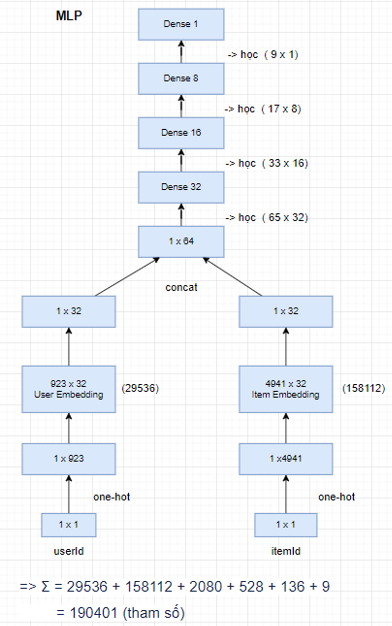 MLP
Dense 1
-> học ( 9 x 1)
Dense 8
-> học ( 17 x 8)
Dense 16
-> học ( 33 x 16)
Dense 32
-> học ( 65 x 32)
1 x 64
concat
1 x 32
1 x 32
923 x 32
User Embedding
(29536)
4941 x 32
Item Embedding
(158112)
1 x 923
1 x4941
one-hot
one-hot
1 x 1
1 x 1
userId
itemId
=> Σ = 29536 + 158112 + 2080 + 528 + 136 + 9
= 190401 (tham số)